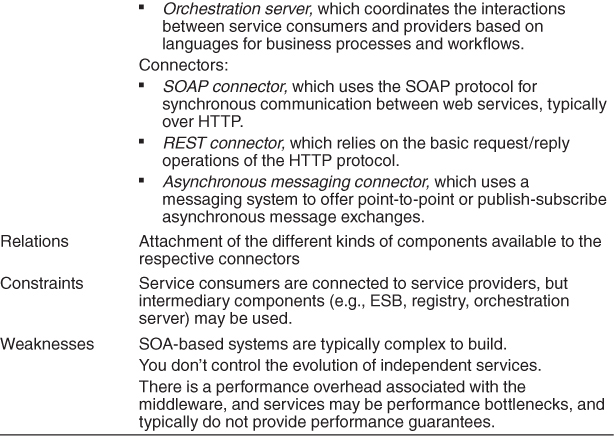 ▪ Orchestration server, which coordinates the interactions
between service consumers and providers based on
languages for business processes and workflows.
Connectors:
▪ SOAP connector, which uses the SOAP protocol for
synchronous communication between web services, typically
over HTTP.
▪ REST connector, which relies on the basic request/reply
operations of the HTTP protocol.
▪ Asynchronous messaging connector, which uses a
messaging system to offer point-to-point or publish-subscribe
asynchronous message exchanges.
Relations Attachment of the different kinds of components available to the
respective connectors
Constraints Service consumers are connected to service providers, but
intermediary components (e.g., ESB, registry, orchestration
server) may be used.
Weaknesses SOA-based systems are typically complex to build.
You don’t control the evolution of independent services.
There is a performance overhead associated with the
middleware, and services may be performance bottlenecks, and
typically do not provide performance guarantees.